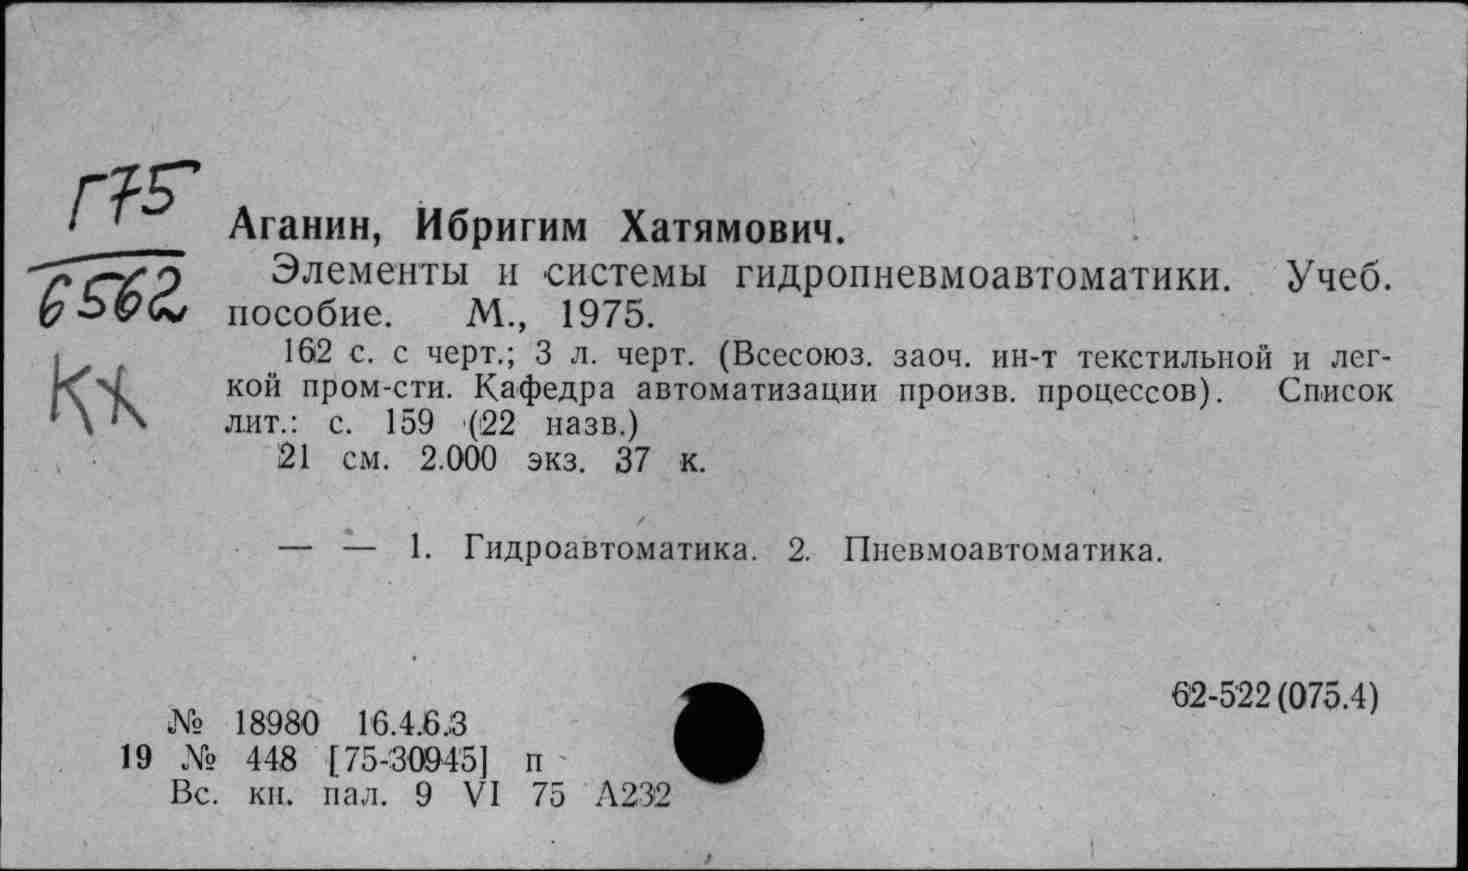 Г75
6562
КХ
Аганин, Ибригим Хатямович.
Элементы и системы гидропневмоавтоматики. Учеб.
пособие. М., 1975.
162 с. с черт.; 3 л. черт. (Всесоюз. заоч. ин-т текстильной и лег-
кой пром-сти. Кафедра автоматизации произв. процессов). Список
лит.: с. 159 (22 назв.)
21 см. 2.000 экз. 37 к.
— — 1. Гидроавтоматика. 2. Пневмоавтоматика.
62-522(075.4)
№ 18980 16.4.6.3
19 № 448 [75-30945] п
Вс. кн. пал. 9 VI 75 А232